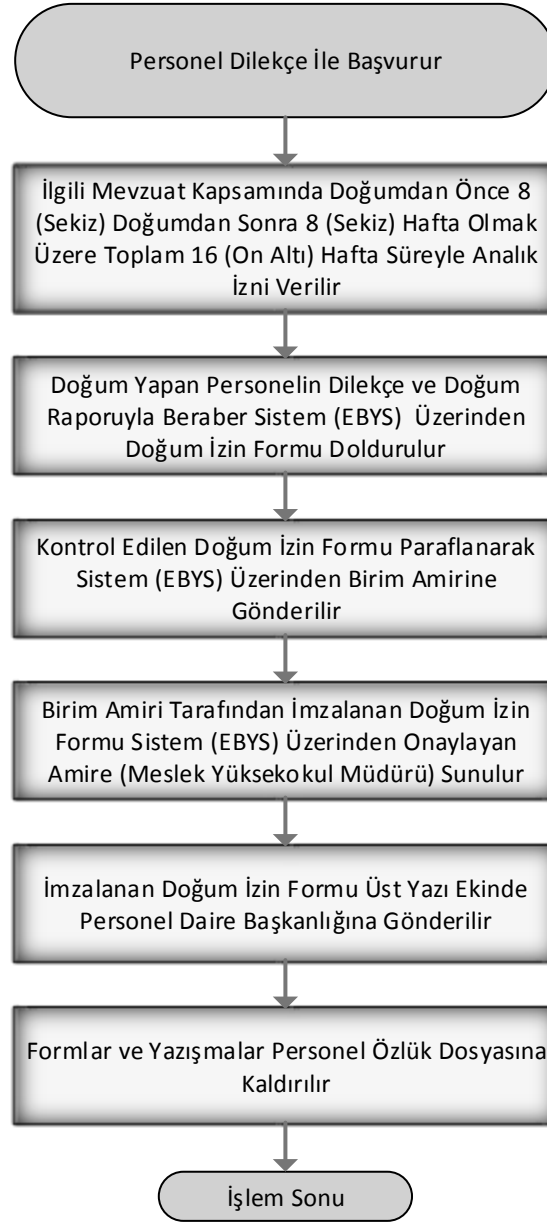 Personel Dilekçe İle Başvurur
İlgili Mevzuat Kapsamında Doğumdan Önce 8
(Sekiz) Doğumdan Sonra 8 (Sekiz) Hafta Olmak
Üzere Toplam 16 (On Altı) Hafta Süreyle Analık
İzni Verilir
Doğum Yapan Personelin Dilekçe ve Doğum
Raporuyla Beraber Sistem (EBYS) Üzerinden
Doğum İzin Formu Doldurulur
Kontrol Edilen Doğum İzin Formu Paraflanarak
Sistem (EBYS) Üzerinden Birim Amirine
Gönderilir
Birim Amiri Tarafından İmzalanan Doğum İzin
Formu Sistem (EBYS) Üzerinden Onaylayan
Amire (Meslek Yüksekokul Müdürü) Sunulur
İmzalanan Doğum İzin Formu Üst Yazı Ekinde
Personel Daire Başkanlığına Gönderilir
Formlar ve Yazışmalar Personel Özlük Dosyasına
Kaldırılır
İşlem Sonu